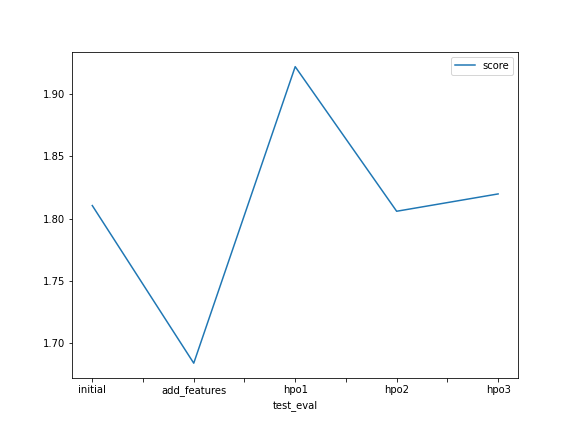 score
1.90
1.85
1.80
1.75
1.70
initial add_features hpo1 hpo2 hpo3
test_eval